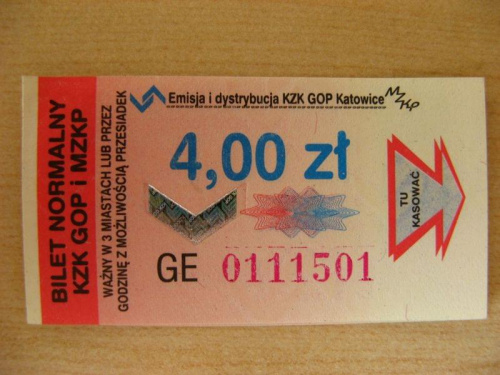 BILET NORMALNY
KZK GOP i MZKP
WAŻNY W 3 MIASTACH LUB PRZEZ
GODZINĘ Z MOŻLIWOŚCIĄ PRZESIADEK
Emisja i dystrybucja KZK GOP Katowice
MZKP
4,00 zł
GE 0111501
TU
KASOWAĆ